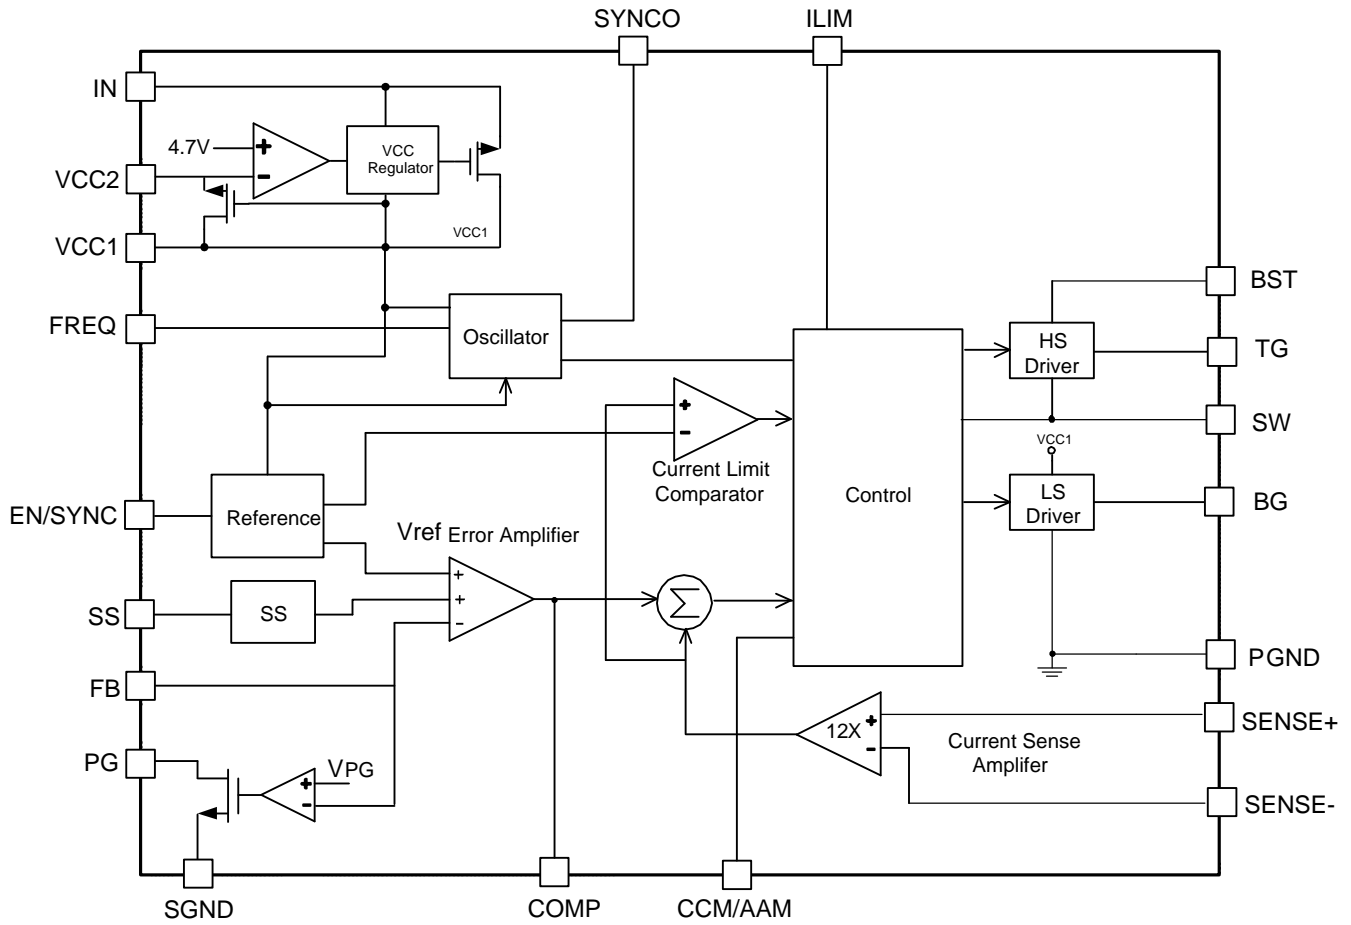 SYNCO
ILIM
IN
4.7V
+
-
VCC
Regulator
VCC2
VCC1
VCC1
FREQ
Oscillator
BST
HS
Driver
TG
SW
+
-
Current Limit
Comparator
Control
VCC1
LS
Driver
BG
EN/SYNC
Reference
Vref Error Amplifier
+
+
-
SS
SS
Σ
FB
PGND
PG
VPG
+
-
12X
+
-
Current Sense
Amplifer
SENSE+
SENSE-
SGND
COMP
CCM/AAM